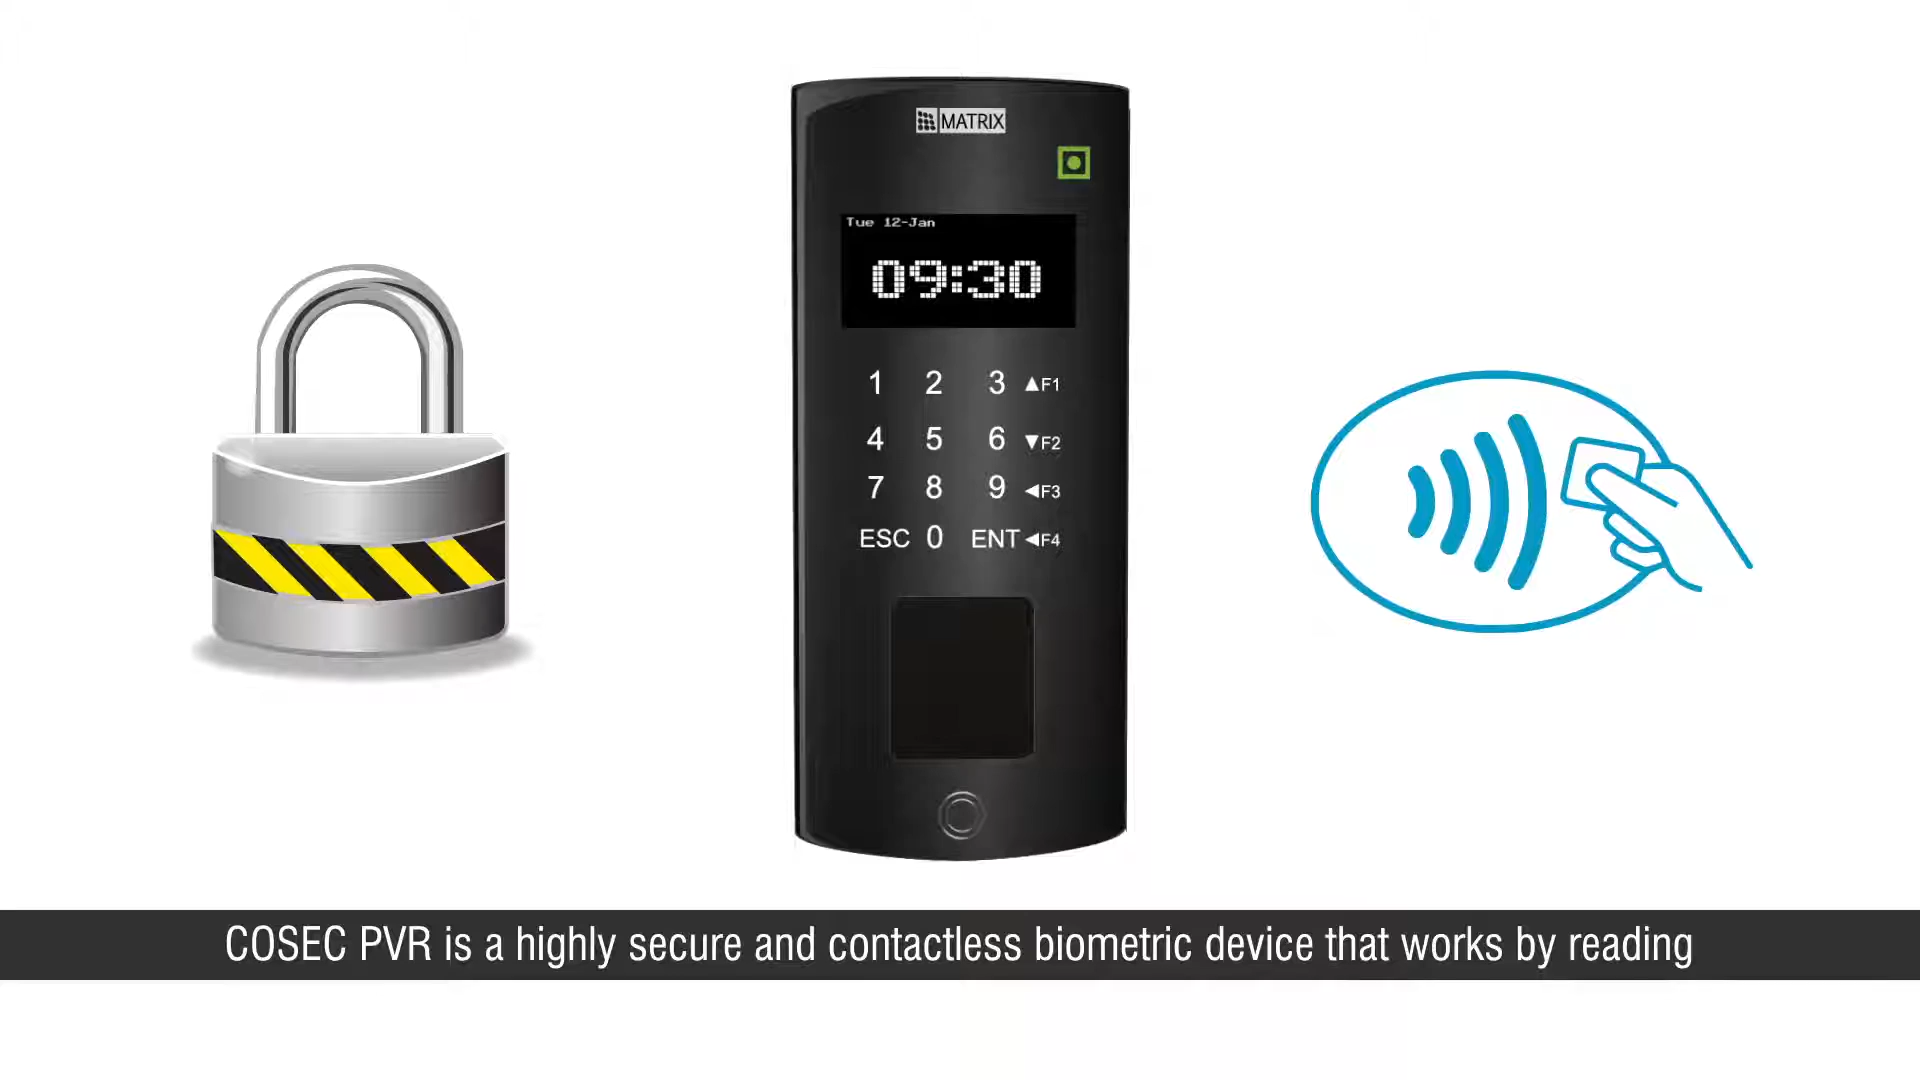 MATRIX
Tue 12-Jan
09:30
1 2 3 ▲F1
4 5 6 ▼F2
7 8 9 ◀F3
ESC 0 ENT ◀F4
COSEC PVR is a highly secure and contactless biometric device that works by reading